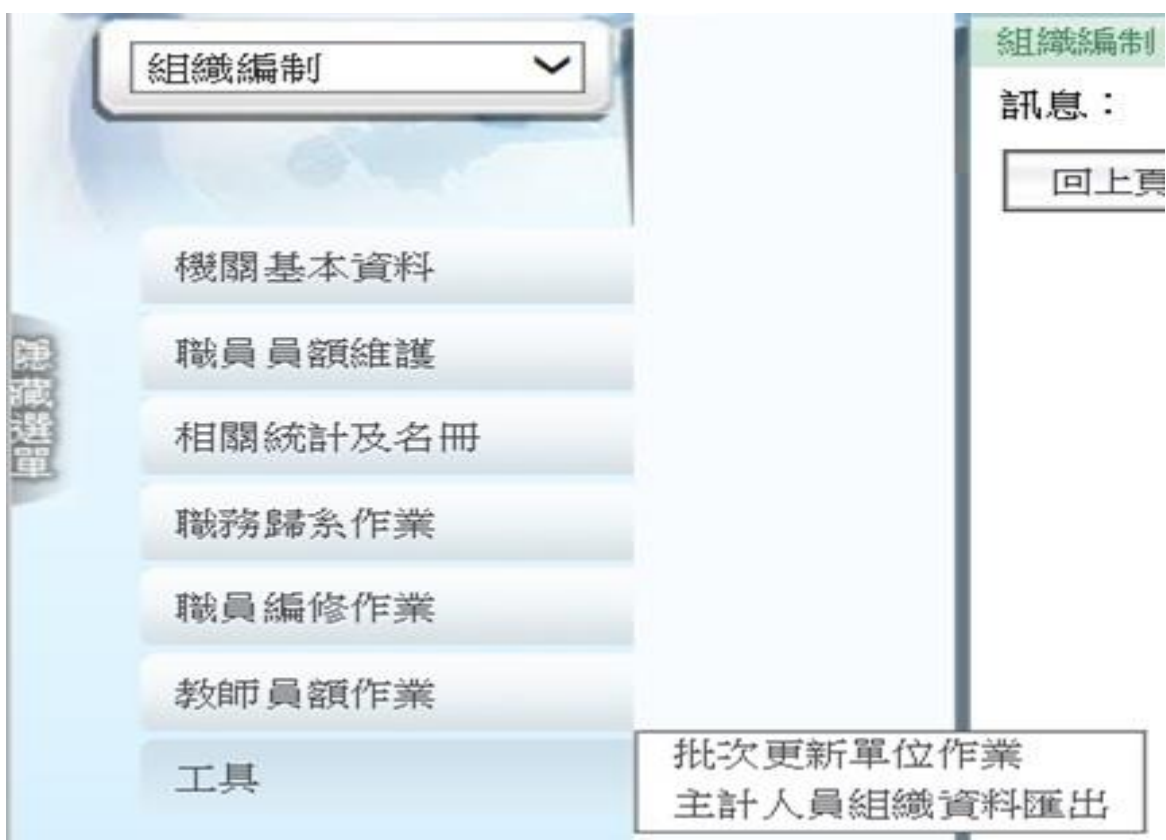 組織編制
組織編制
訊息：
回上頁
機關基本資料
職員員額維護
相關統計及名冊
職務歸系作業
職員編修作業
教師員額作業
工具
批次更新單位作業
主計人員組織資料匯出
隱藏選單